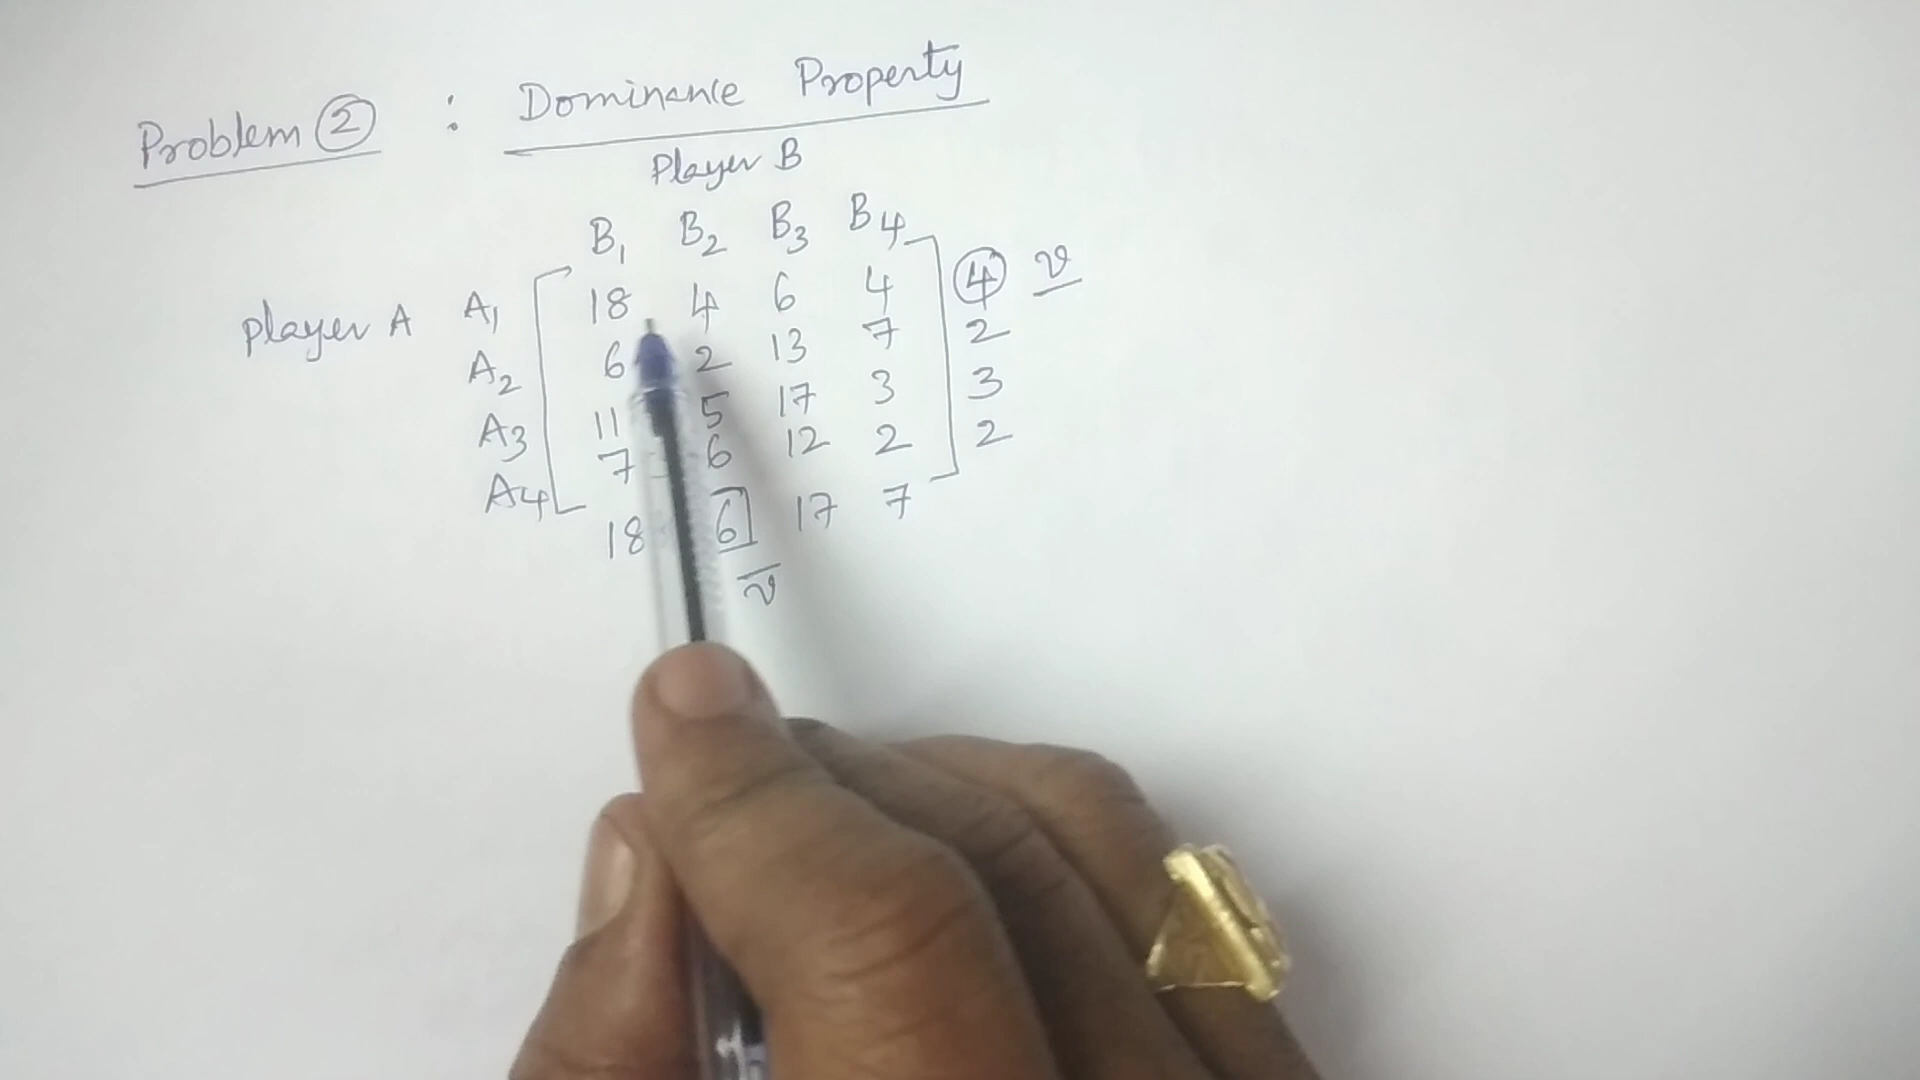 Problem 2 : Dominance Property
Player B
B1 B2 B3 B4
Player A A1 18 4 6 4 4 v
A2 6 2 13 7 2
A3 11 5 17 3 3
A4 7 6 12 2 2
18 6 17 7
v